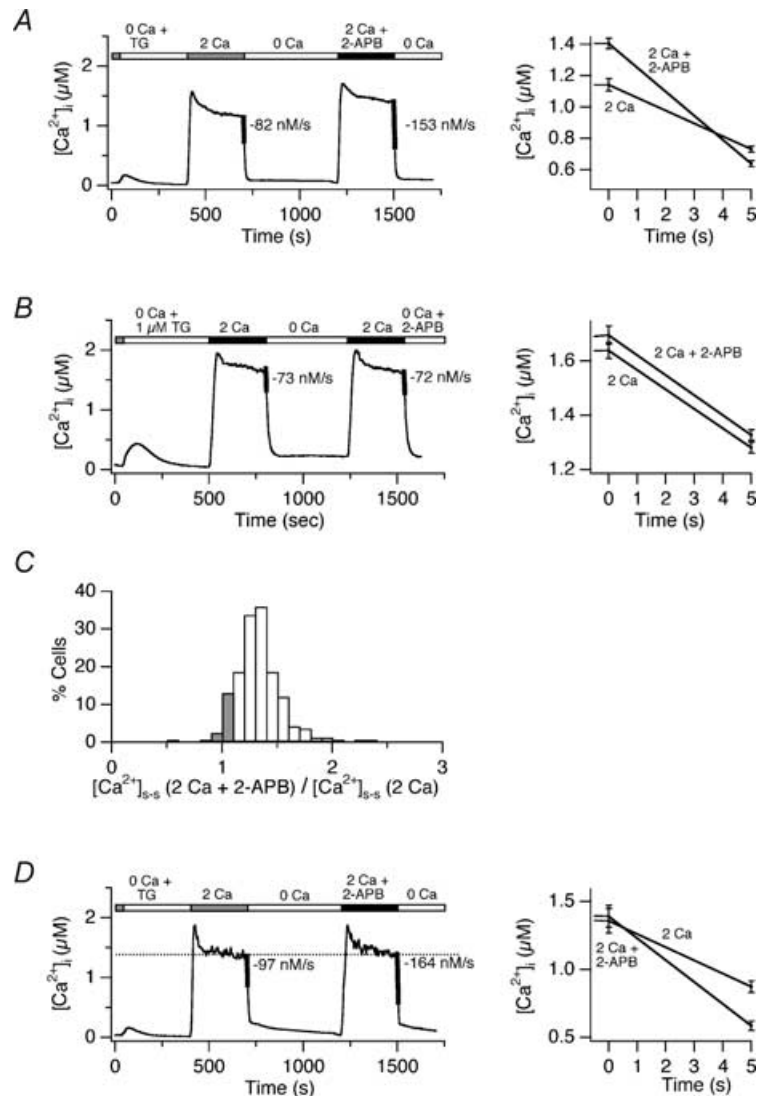 A
0 Ca + TG
2 Ca
0 Ca
2 Ca + 2-APB
0 Ca
[Ca2+]i (µM)
2
1
0
-82 nM/s
-153 nM/s
0
500
1000
1500
Time (s)
[Ca2+]i (µM)
1.4
1.2
1.0
0.8
0.6
2 Ca + 2-APB
2 Ca
0 1 2 3 4 5
Time (s)
B
0 Ca + 1 µM TG
2 Ca
0 Ca
2 Ca
0 Ca + 2-APB
[Ca2+]i (µM)
2
1
0
-73 nM/s
-72 nM/s
0
500
1000
1500
Time (sec)
[Ca2+]i (µM)
1.6
1.4
1.2
2 Ca + 2-APB
2 Ca
0 1 2 3 4 5
Time (s)
C
% Cells
40
30
20
10
0
0
1
2
3
[Ca2+]s-s (2 Ca + 2-APB) / [Ca2+]s-s (2 Ca)
D
0 Ca + TG
2 Ca
0 Ca
2 Ca + 2-APB
0 Ca
[Ca2+]i (µM)
2
1
0
-97 nM/s
-164 nM/s
0
500
1000
1500
Time (s)
[Ca2+]i (µM)
1.5
1.0
0.5
2 Ca
2 Ca + 2-APB
0 1 2 3 4 5
Time (s)